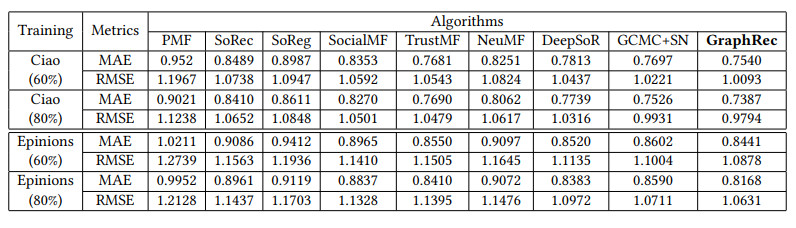 Training Metrics Algorithms
PMF SoRec SoReg SocialMF TrustMF NeuMF DeepSoR GCMC+SN GraphRec
Ciao MAE 0.952 0.8489 0.8987 0.8353 0.7681 0.8251 0.7813 0.7697 0.7540
(60%) RMSE 1.1967 1.0738 1.0947 1.0592 1.0543 1.0824 1.0437 1.0221 1.0093
Ciao MAE 0.9021 0.8410 0.8611 0.8270 0.7690 0.8062 0.7739 0.7526 0.7387
(80%) RMSE 1.1238 1.0652 1.0848 1.0501 1.0479 1.0617 1.0316 0.9931 0.9794
Epinions MAE 1.0211 0.9086 0.9412 0.8965 0.8550 0.9097 0.8520 0.8602 0.8441
(60%) RMSE 1.2739 1.1563 1.1936 1.1410 1.1505 1.1645 1.1135 1.1004 1.0878
Epinions MAE 0.9952 0.8961 0.9119 0.8837 0.8410 0.9072 0.8383 0.8590 0.8168
(80%) RMSE 1.2128 1.1437 1.1703 1.1328 1.1395 1.1476 1.0972 1.0711 1.0631